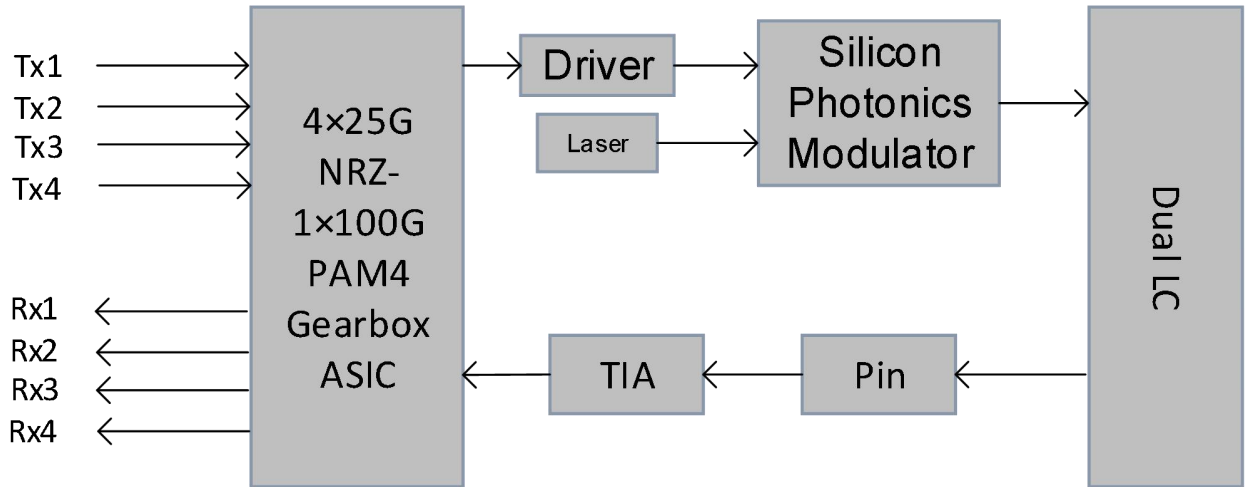 Tx1
Tx2
Tx3
Tx4
Rx1
Rx2
Rx3
Rx4
4×25G
NRZ-
1×100G
PAM4
Gearbox
ASIC
Driver
Laser
Silicon
Photonics
Modulator
TIA
Pin
Dual LC